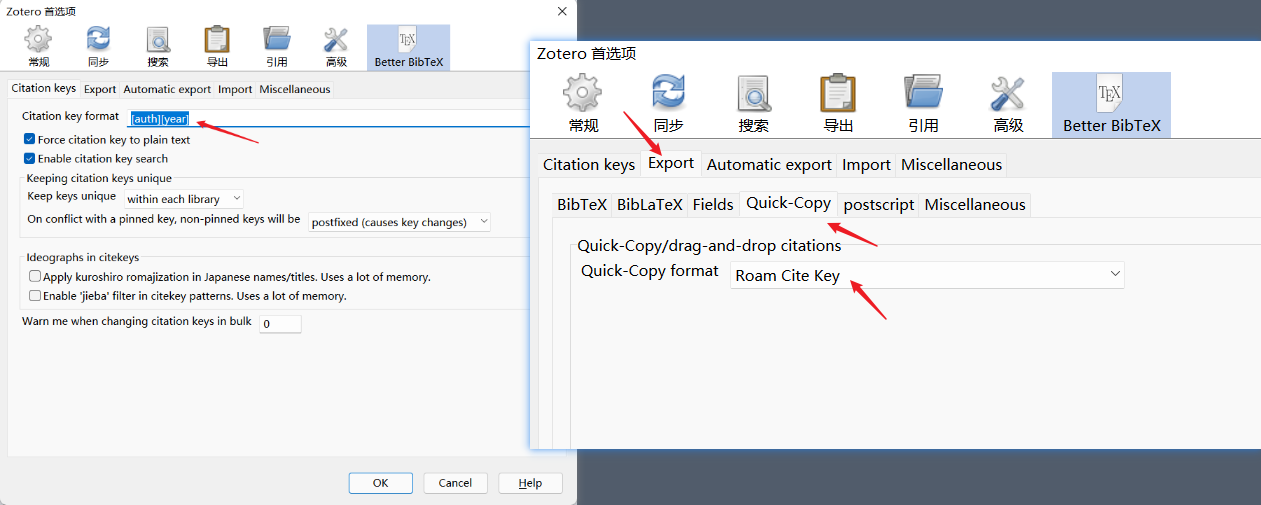 Zotero 首选项
常规 同步 搜索 导出 引用 高级 Better BibTeX
Citation keys Export Automatic export Import Miscellaneous
Citation key format [auth][year]
Force citation key to plain text
Enable citation key search
Keeping citation keys unique
Keep keys unique within each library
On conflict with a pinned key, non-pinned keys will be postfixed (causes key changes)
Ideographs in citekeys
Apply kuroshiro romajization in Japanese names/titles. Uses a lot of memory.
Enable 'jieba' filter in citekey patterns. Uses a lot of memory.
Warn me when changing citation keys in bulk 0
OK Cancel Help
Zotero 首选项
常规 同步 搜索 导出 引用 高级 Better BibTeX
Citation keys Export Automatic export Import Miscellaneous
BibTeX BibLaTeX Fields Quick-Copy postscript Miscellaneous
Quick-Copy/drag-and-drop citations
Quick-Copy format Roam Cite Key